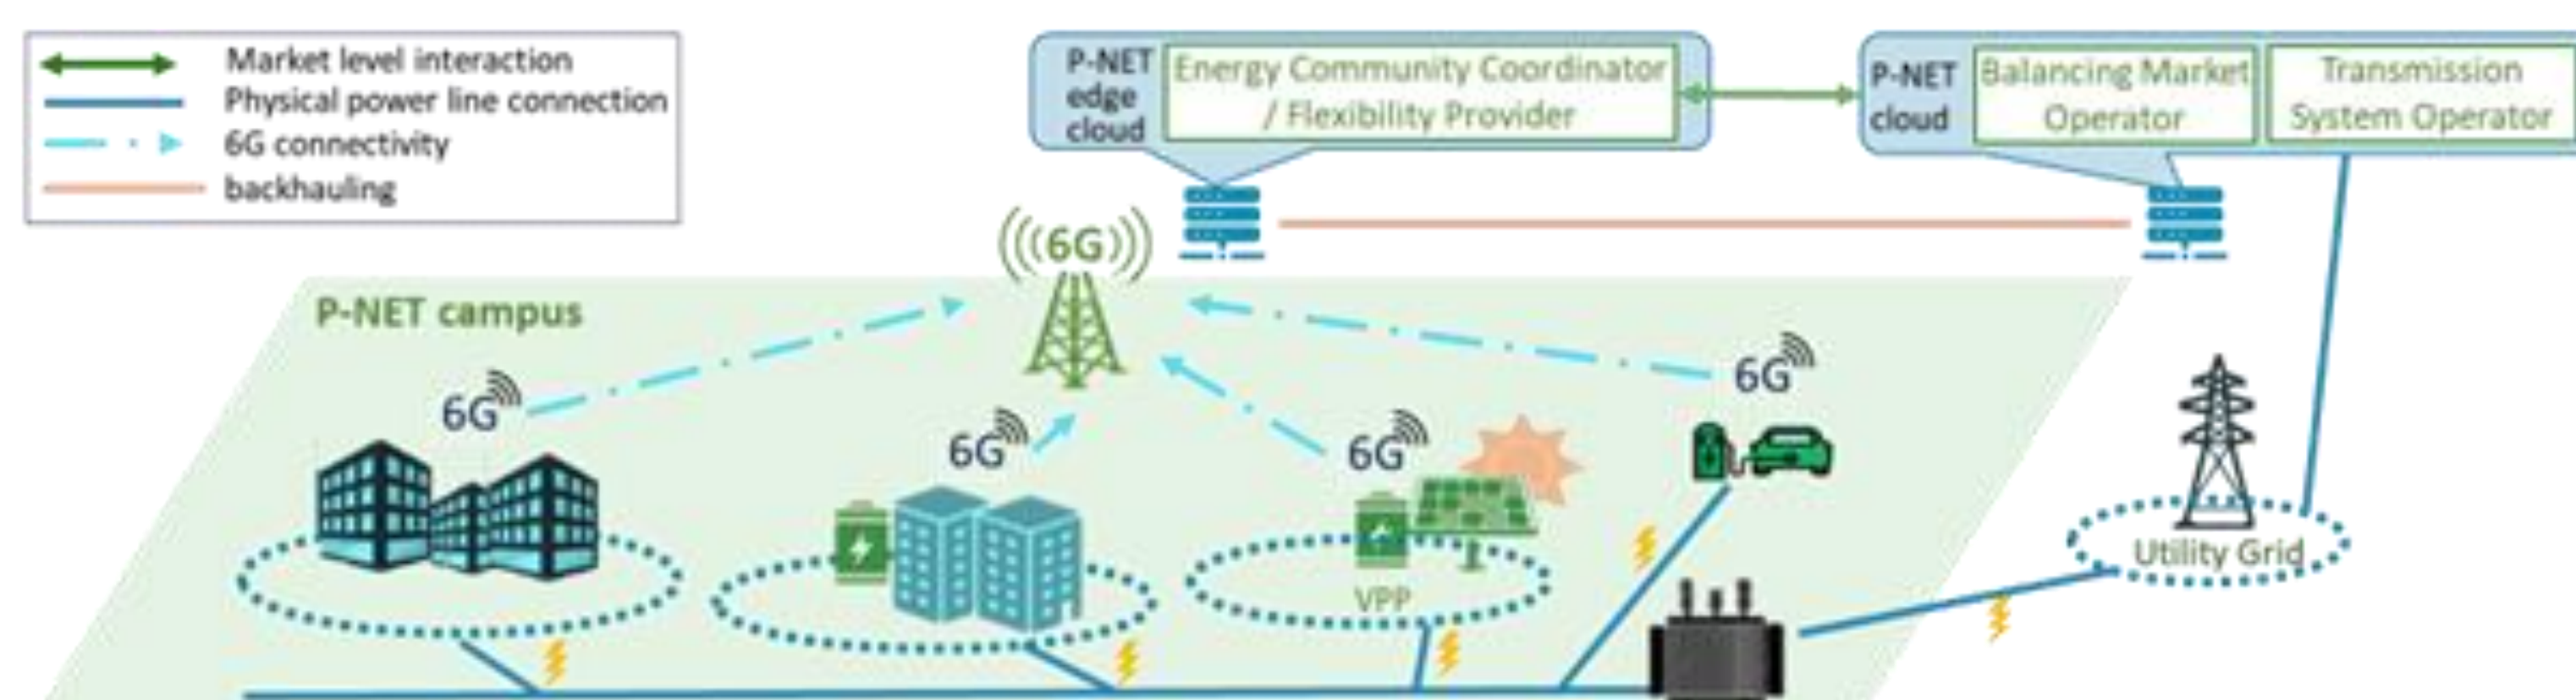 Market level interaction
Physical power line connection
6G connectivity
backhauling
P-NET
edge
cloud
Energy Community Coordinator
/ Flexibility Provider
P-NET
cloud
Balancing Market
Operator
Transmission
System Operator
6G
P-NET campus
6G
6G
6G
6G
VPP
Utility Grid